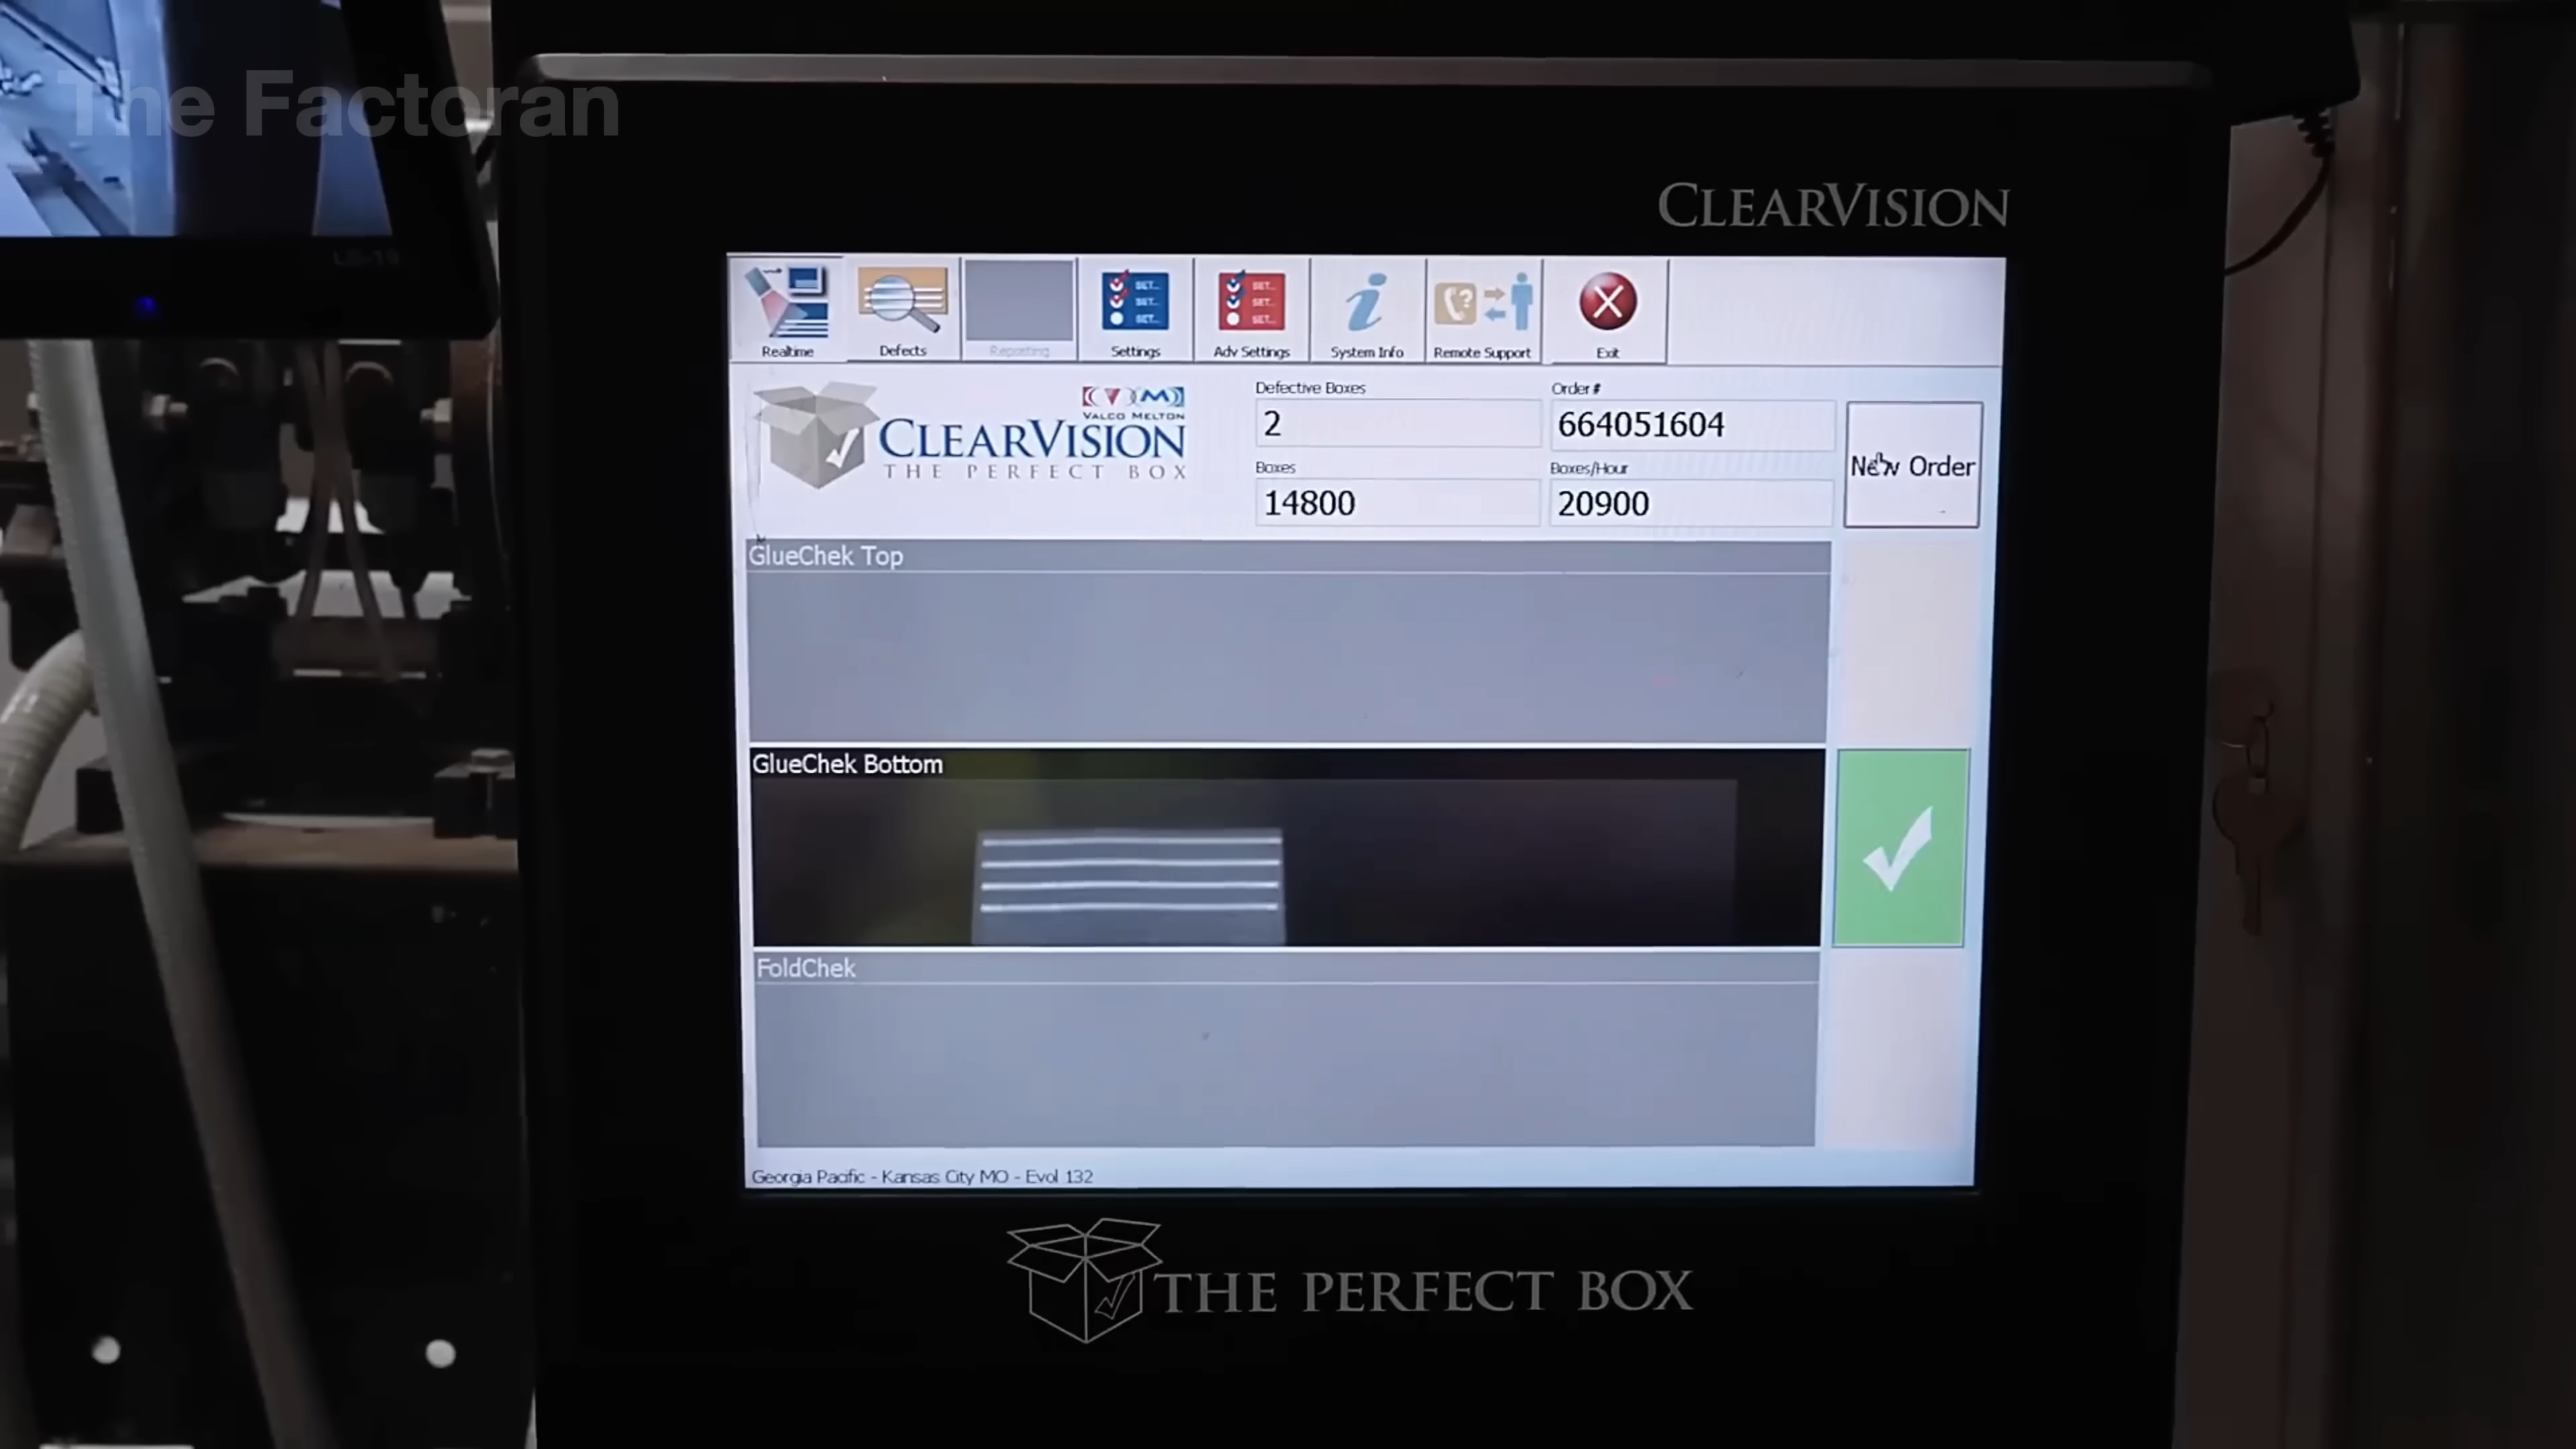 The Factoran
CLEARVISION
Realtime
Defects
Reporting
Settings
Adv Settings
System Info
Remote Support
Exit
VALCO MELTON
CLEARVISION
THE PERFECT BOX
Defective Boxes
2
Order #
664051604
Boxes
14800
Boxes/Hour
20900
New Order
GlueChek Top
GlueChek Bottom
FoldChek
Georgia Pacific - Kansas City MO - Evol 132
THE PERFECT BOX